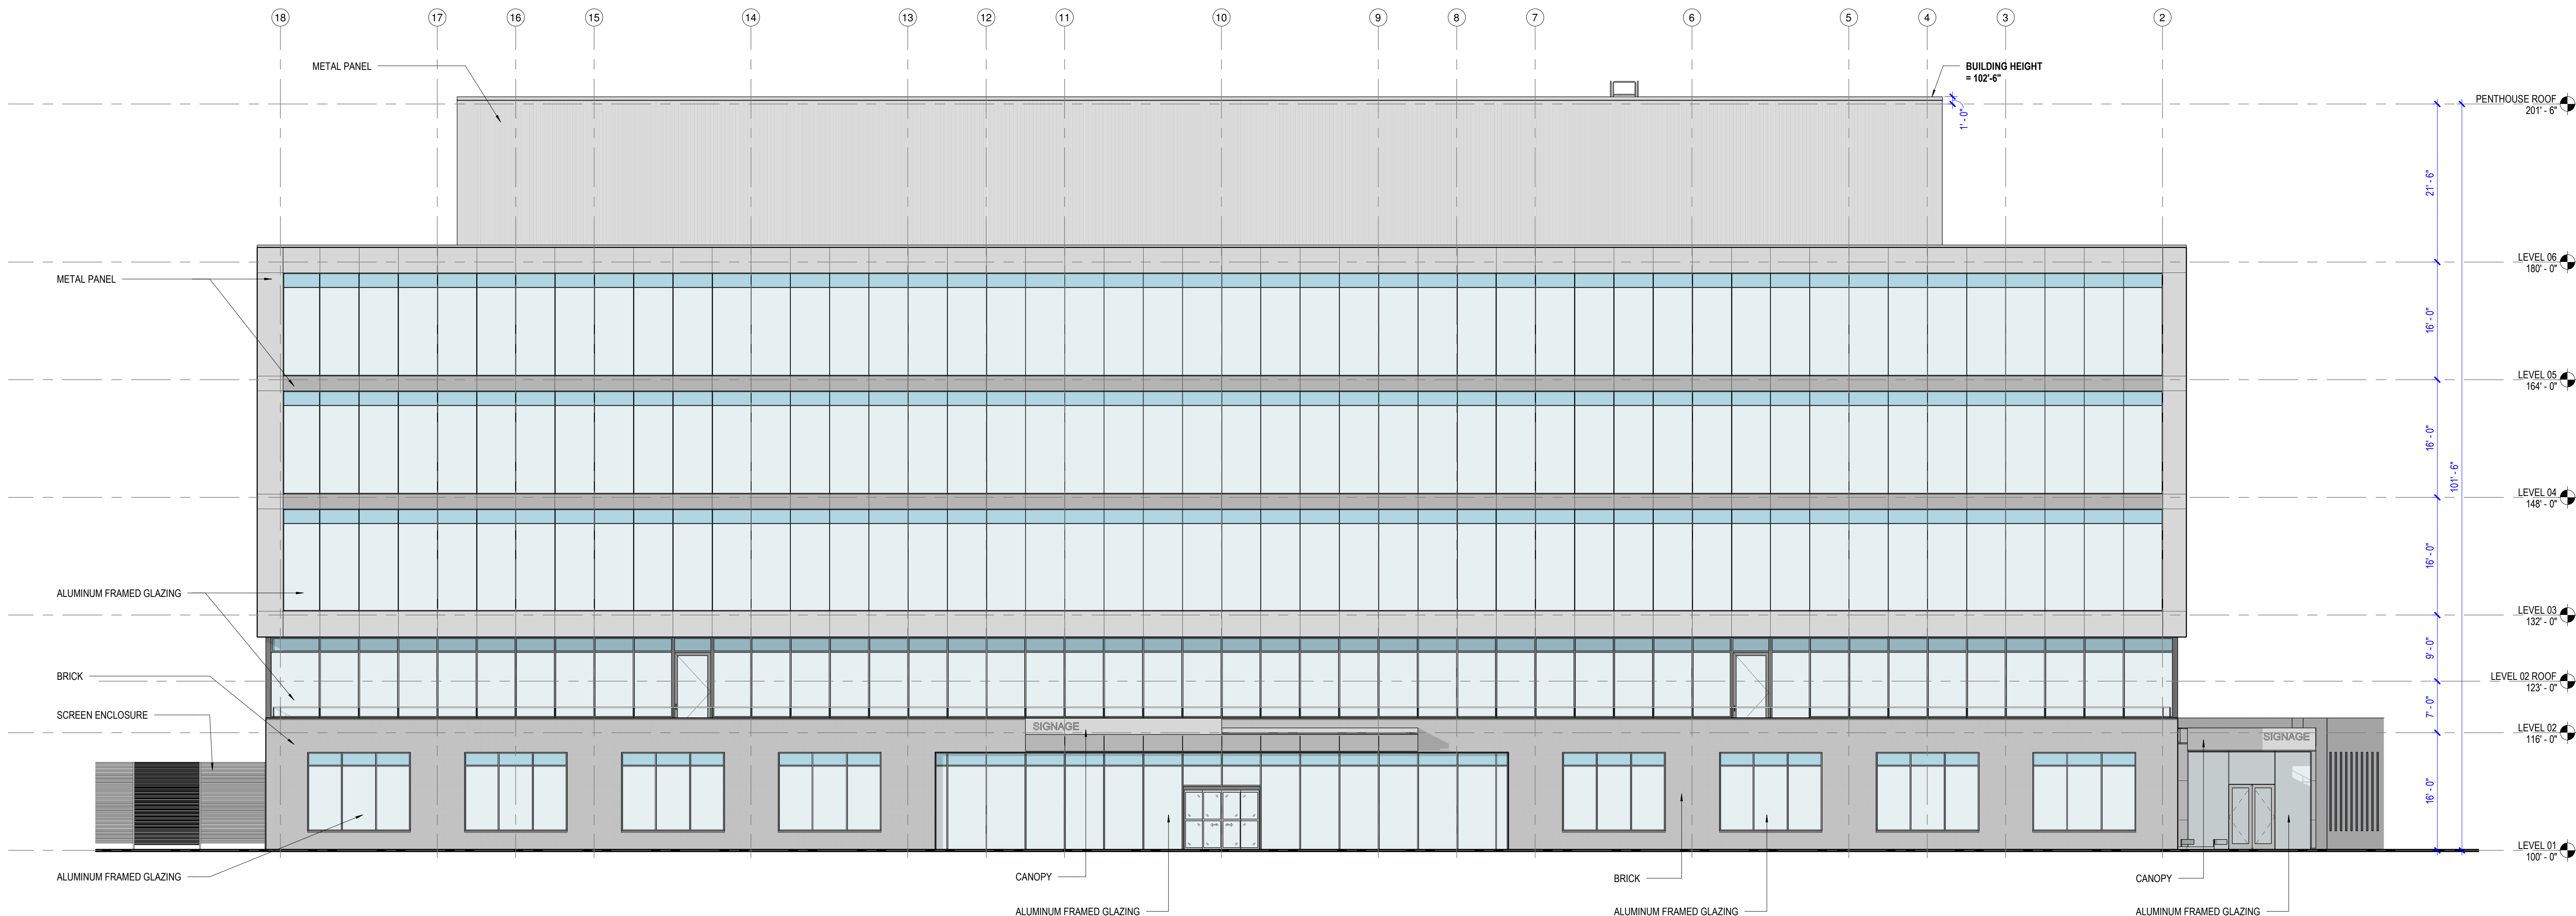 18 17 16 15 14 13 12 11 10 9 8 7 6 5 4 3 2
METAL PANEL
BUILDING HEIGHT
= 102'-6"
PENTHOUSE ROOF
201' - 6"
1' - 0"
21' - 6"
LEVEL 06
180' - 0"
METAL PANEL
16' - 0"
LEVEL 05
164' - 0"
16' - 0"
101' - 6"
LEVEL 04
148' - 0"
16' - 0"
ALUMINUM FRAMED GLAZING
LEVEL 03
132' - 0"
9' - 0"
BRICK
LEVEL 02 ROOF
123' - 0"
7' - 0"
SCREEN ENCLOSURE
SIGNAGE
SIGNAGE
LEVEL 02
116' - 0"
16' - 0"
LEVEL 01
100' - 0"
ALUMINUM FRAMED GLAZING
CANOPY
BRICK
CANOPY
ALUMINUM FRAMED GLAZING
ALUMINUM FRAMED GLAZING
ALUMINUM FRAMED GLAZING